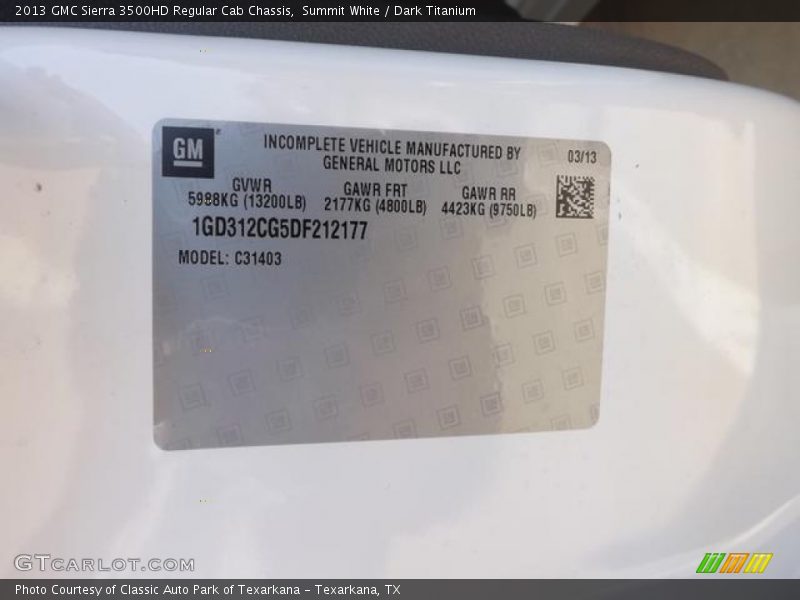 2013 GMC Sierra 3500HD Regular Cab Chassis, Summit White / Dark Titanium
GM
INCOMPLETE VEHICLE MANUFACTURED BY
GENERAL MOTORS LLC
03/13
GVWR GAWR FRT GAWR RR
5988KG (13200LB) 2177KG (4800LB) 4423KG (9750LB)
1GD312CG5DF212177
MODEL: C31403
GTCARLOT.COM
Photo Courtesy of Classic Auto Park of Texarkana - Texarkana, TX